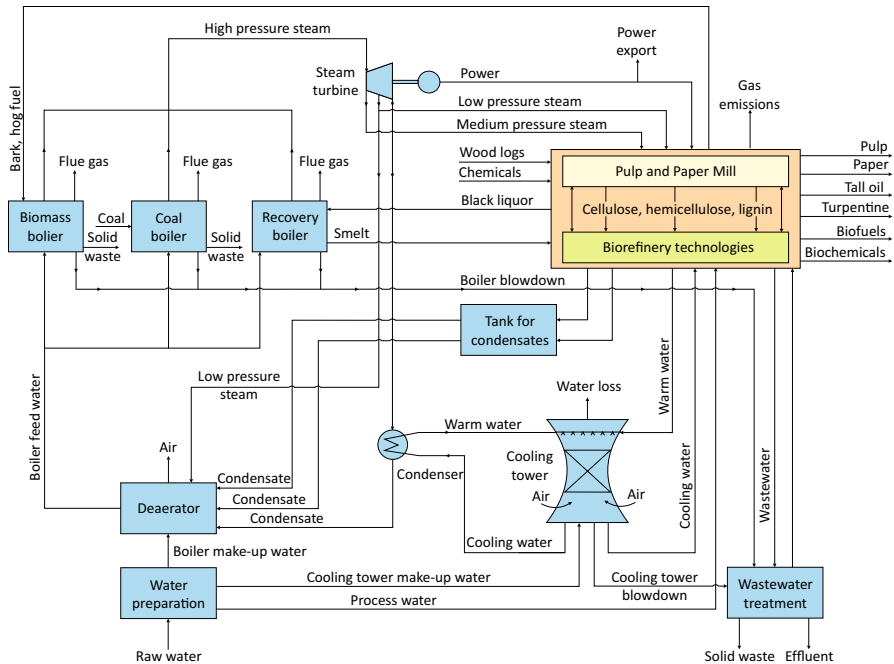 High pressure steam
Power
export
Steam
turbine
Power
Gas
emissions
Bark, hog fuel
Low pressure steam
Medium pressure steam
Wood logs
Chemicals
Pulp and Paper Mill
Pulp
Paper
Tall oil
Turpentine
Biofuels
Biochemicals
Flue gas
Flue gas
Flue gas
Biomass
bolier
Coal
Solid
waste
Coal
boiler
Solid
waste
Recovery
boiler
Black liquor
Smelt
Cellulose, hemicellulose, lignin
Biorefinery technologies
Boiler blowdown
Tank for
condensates
Boiler feed water
Low pressure
steam
Water loss
Warm water
Warm water
Air
Condenser
Cooling
tower
Air
Air
Cooling water
Wastewater
Condensate
Condensate
Condensate
Deaerator
Cooling water
Boiler make-up water
Water
preparation
Cooling tower make-up water
Process water
Cooling tower
blowdown
Wastewater
treatment
Raw water
Solid waste
Effluent